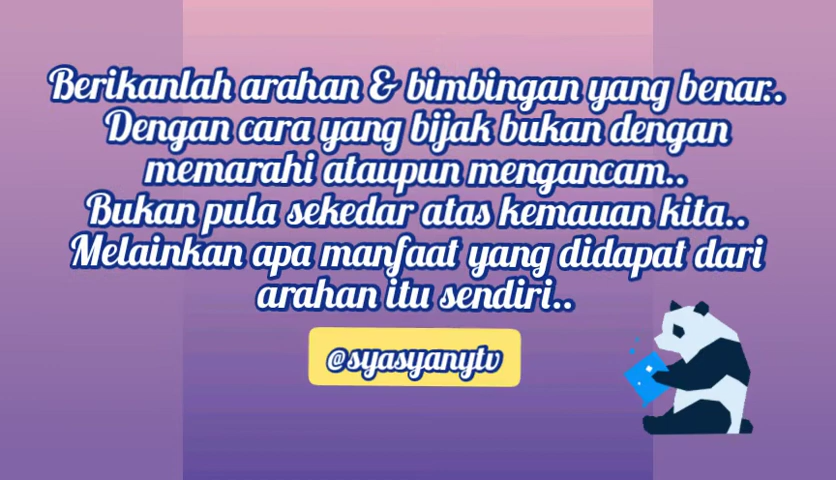 Berikanlah arahan & bimbingan yang benar..
Dengan cara yang bijak bukan dengan
memarahi ataupun mengancam..
Bukan pula sekedar atas kemauan kita..
Melainkan apa manfaat yang didapat dari
arahan itu sendiri..
@syasyanytv